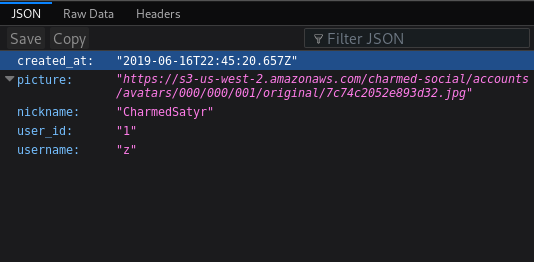 JSON Raw Data Headers
Save Copy Filter JSON
created_at: "2019-06-16T22:45:20.657Z"
picture: "https://s3-us-west-2.amazonaws.com/charmed-social/accounts
/avatars/000/000/001/original/7c74c2052e893d32.jpg"
nickname: "CharmedSatyr"
user_id: "1"
username: "z"